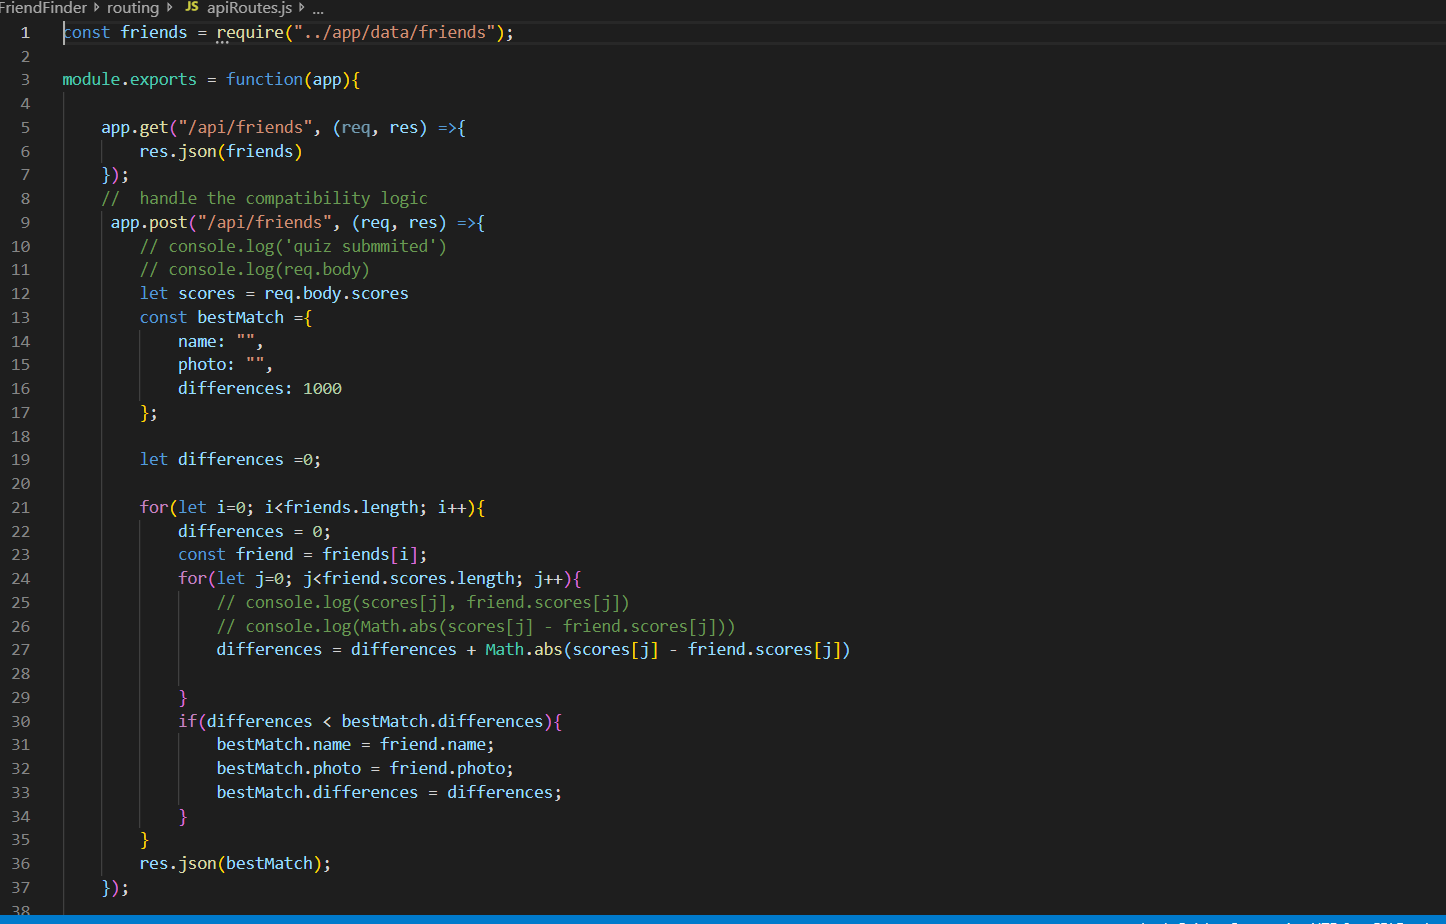 FriendFinder > routing > JS apiRoutes.js > ...
1 const friends = require("../app/data/friends");
2
3 module.exports = function(app){
4
5     app.get("/api/friends", (req, res) =>{
6         res.json(friends)
7     });
8     //  handle the compatibility logic
9      app.post("/api/friends", (req, res) =>{
10         // console.log('quiz submmited')
11         // console.log(req.body)
12         let scores = req.body.scores
13         const bestMatch ={
14             name: "",
15             photo: "",
16             differences: 1000
17         };
18
19         let differences =0;
20
21         for(let i=0; i<friends.length; i++){
22             differences = 0;
23             const friend = friends[i];
24             for(let j=0; j<friend.scores.length; j++){
25                 // console.log(scores[j], friend.scores[j])
26                 // console.log(Math.abs(scores[j] - friend.scores[j]))
27                 differences = differences + Math.abs(scores[j] - friend.scores[j])
28
29             }
30             if(differences < bestMatch.differences){
31                 bestMatch.name = friend.name;
32                 bestMatch.photo = friend.photo;
33                 bestMatch.differences = differences;
34             }
35         }
36         res.json(bestMatch);
37     });
38